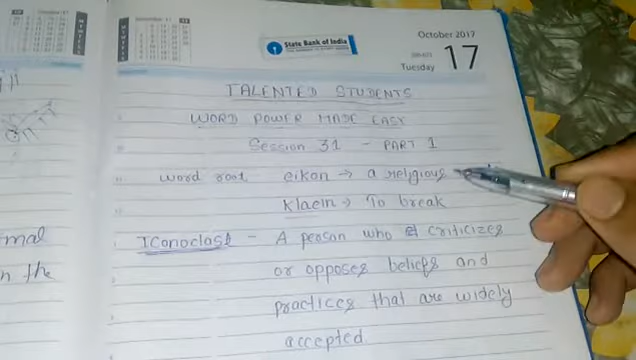 State Bank of India
October 2017
17
Tuesday
TALENTED STUDENTS
WORD POWER MADE EASY
Session 31 - PART 1
word root eikon → a religious
klaein → To break
Iconoclast - A person who criticizes
or opposes beliefs and
practices that are widely
accepted
mal
n the